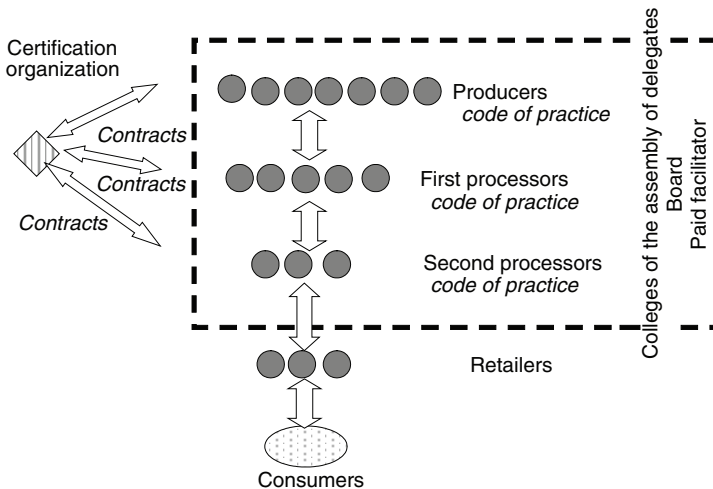 Certification
organization
Contracts
Contracts
Contracts
Producers
code of practice
First processors
code of practice
Second processors
code of practice
Retailers
Consumers
Colleges of the assembly of delegates
Board
Paid facilitator